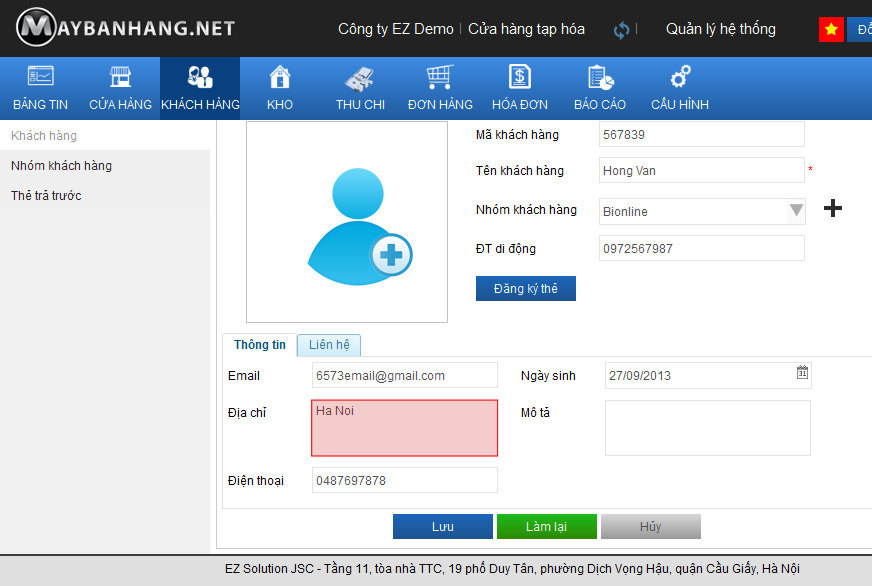 MAYBANHANG.NET
Công ty EZ Demo | Cửa hàng tạp hóa
Quản lý hệ thống
BẢNG TIN CỬA HÀNG KHÁCH HÀNG KHO THU CHI ĐƠN HÀNG HÓA ĐƠN BÁO CÁO CẤU HÌNH
Khách hàng
Nhóm khách hàng
Thẻ trả trước
Mã khách hàng 567839
Tên khách hàng Hong Van *
Nhóm khách hàng Bionline
ĐT di động 0972567987
Đăng ký thẻ
Thông tin Liên hệ
Email 6573email@gmail.com Ngày sinh 27/09/2013 31
Địa chỉ Ha Noi Mô tả
Điện thoại 0487697878
Lưu Làm lại Hủy
EZ Solution JSC - Tầng 11, tòa nhà TTC, 19 phố Duy Tân, phường Dịch Vọng Hậu, quận Cầu Giấy, Hà Nội